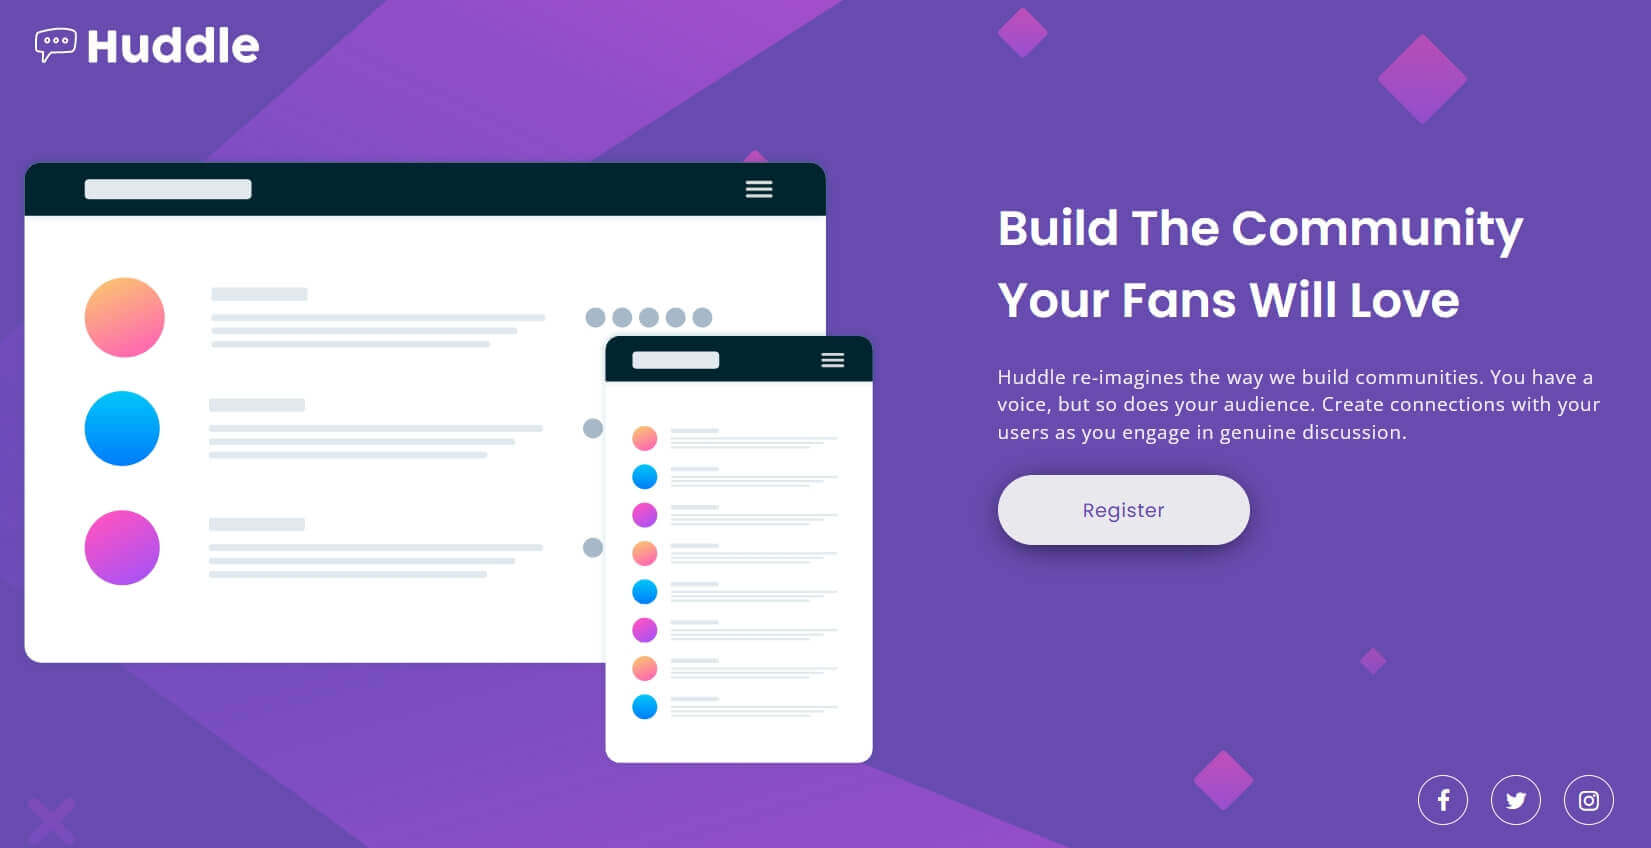 Huddle
Build The Community
Your Fans Will Love
Huddle re-imagines the way we build communities. You have a
voice, but so does your audience. Create connections with your
users as you engage in genuine discussion.
Register